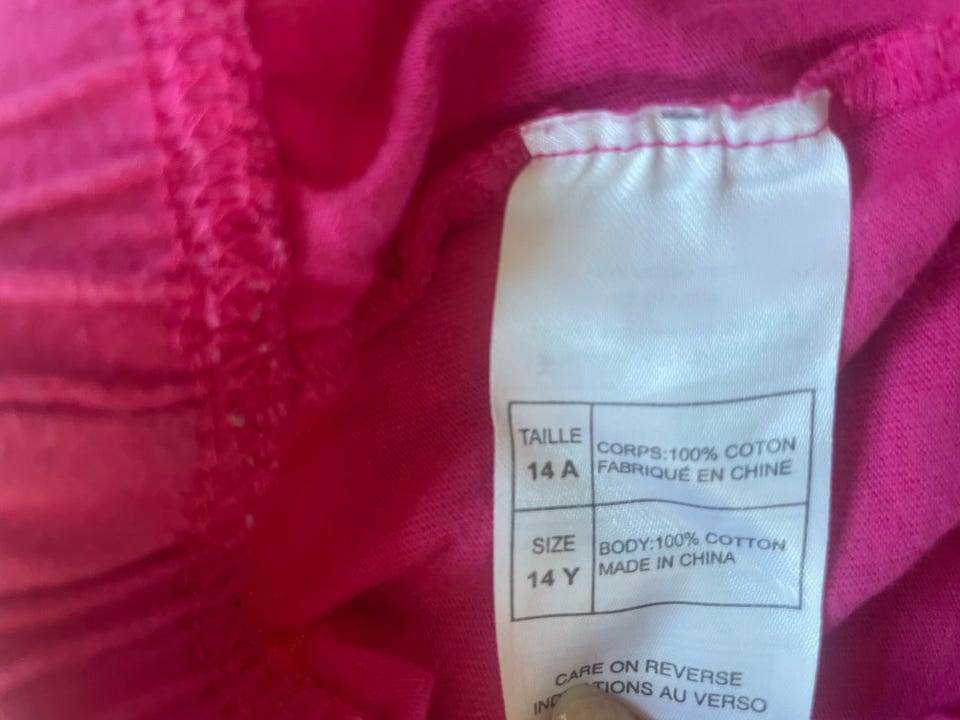 TAILLE
14 A
CORPS:100% COTON
FABRIQUÉ EN CHINE
SIZE
14 Y
BODY:100% COTTON
MADE IN CHINA
CARE ON REVERSE
AU VERSO